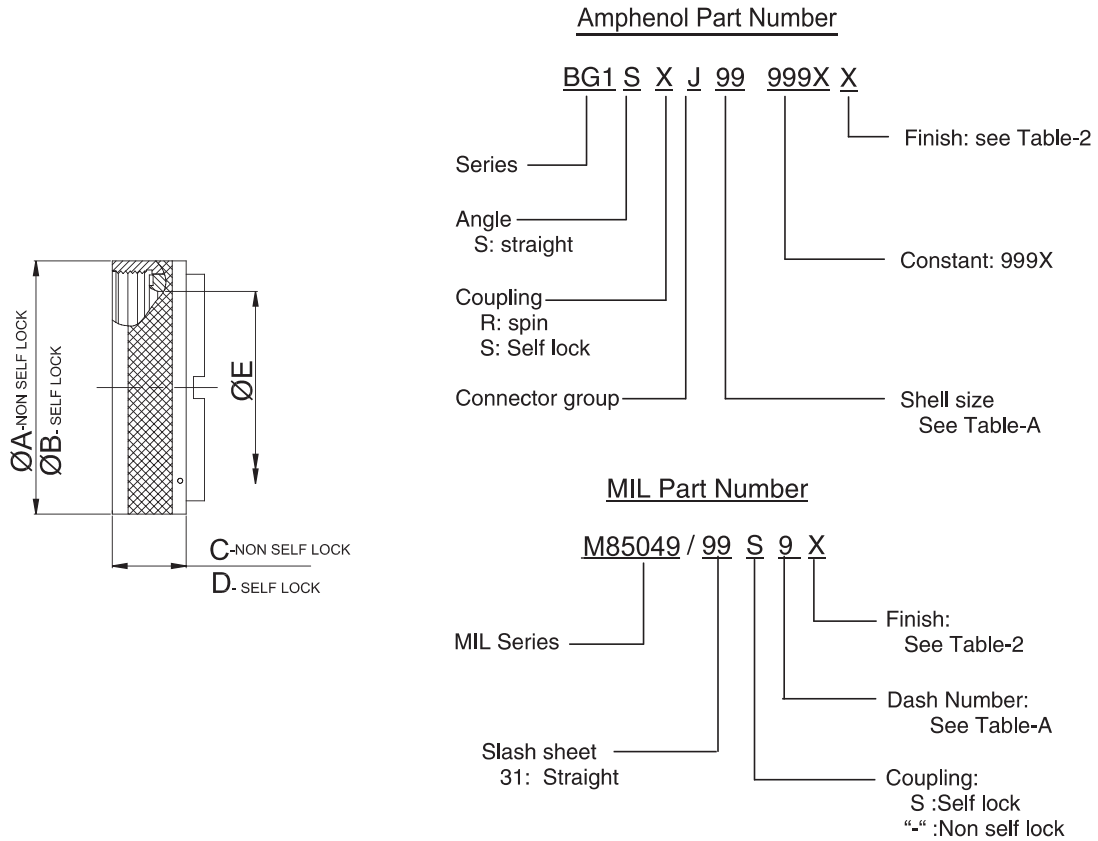 Amphenol Part Number
BG1 S X J 99 999X X
Finish: see Table-2
Series
Angle
S: straight
Constant: 999X
Coupling
R: spin
S: Self lock
Connector group
Shell size
See Table-A
ØA-NON SELF LOCK
ØB- SELF LOCK
ØE
C-NON SELF LOCK
D- SELF LOCK
MIL Part Number
M85049 / 99 S 9 X
Finish:
See Table-2
MIL Series
Dash Number:
See Table-A
Slash sheet
31: Straight
Coupling:
S :Self lock
“-“ :Non self lock